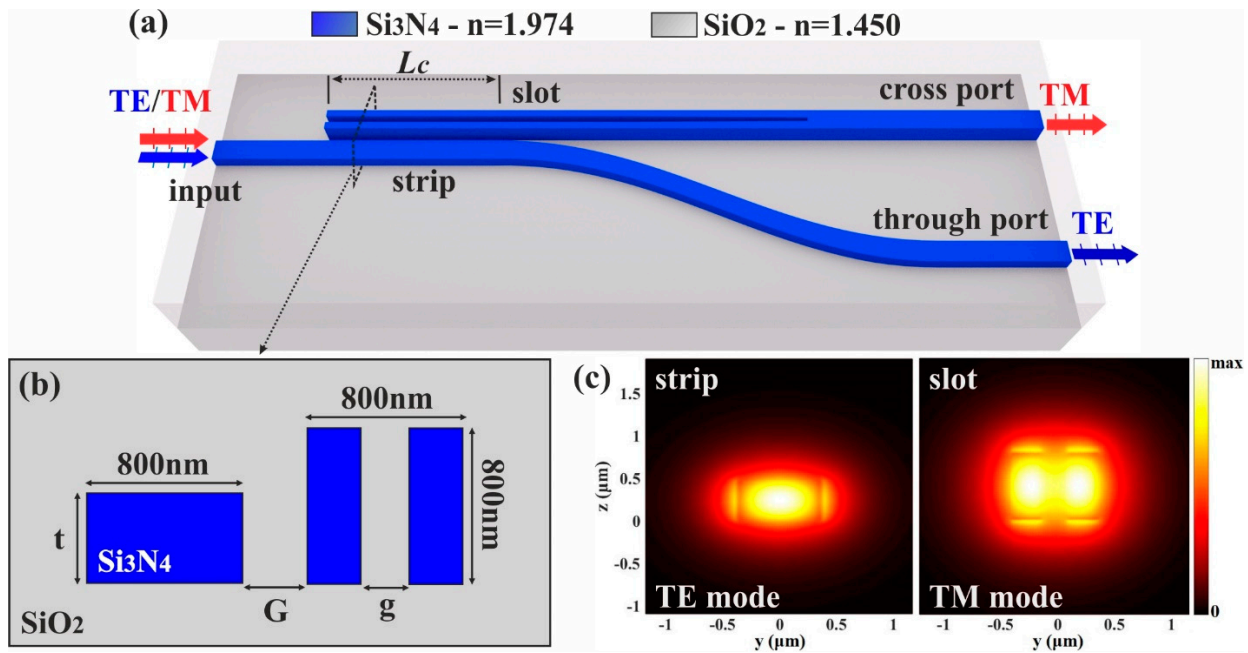 (a) Si3N4 - n=1.974 SiO2 - n=1.450
Lc
TE/TM
slot
cross port
TM
input
strip
through port
TE
(b)
800nm
800nm
800nm
t
Si3N4
G
g
SiO2
(c)
strip
slot
max
1.5
1
0.5
0
-0.5
-1
z (μm)
TE mode
TM mode
0
-1 -0.5 0 0.5 1
y (μm)
-1 -0.5 0 0.5 1
y (μm)